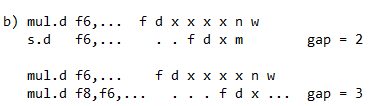 b) mul.d f6,... f d x x x x n w
s.d f6,... . . f d x m gap = 2
mul.d f6,... f d x x x x n w
mul.d f8,f6,... . . . f d x ... gap = 3